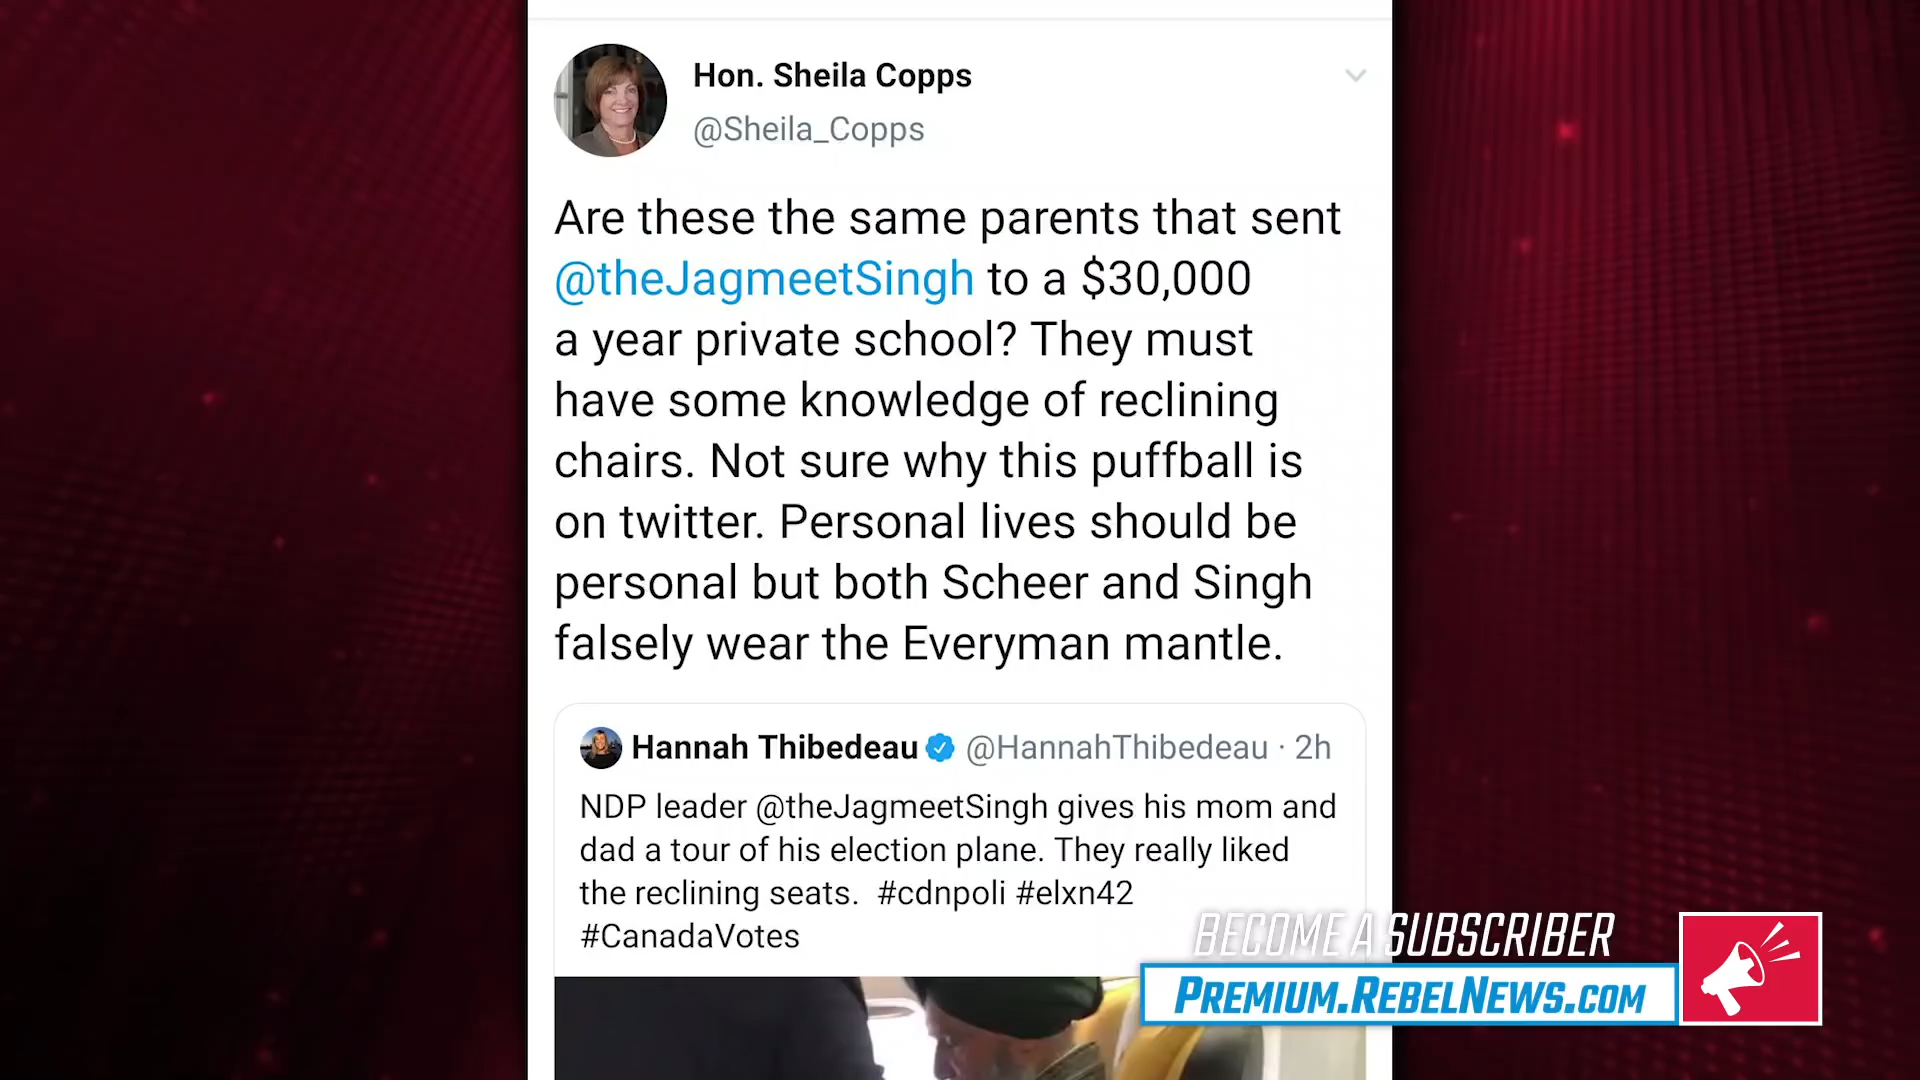 Hon. Sheila Copps
@Sheila_Copps
Are these the same parents that sent
@theJagmeetSingh to a $30,000
a year private school? They must
have some knowledge of reclining
chairs. Not sure why this puffball is
on twitter. Personal lives should be
personal but both Scheer and Singh
falsely wear the Everyman mantle.
Hannah Thibedeau @HannahThibedeau · 2h
NDP leader @theJagmeetSingh gives his mom and
dad a tour of his election plane. They really liked
the reclining seats. #cdnpoli #elxn42
#CanadaVotes
BECOME A SUBSCRIBER
PREMIUM.REBELNEWS.COM